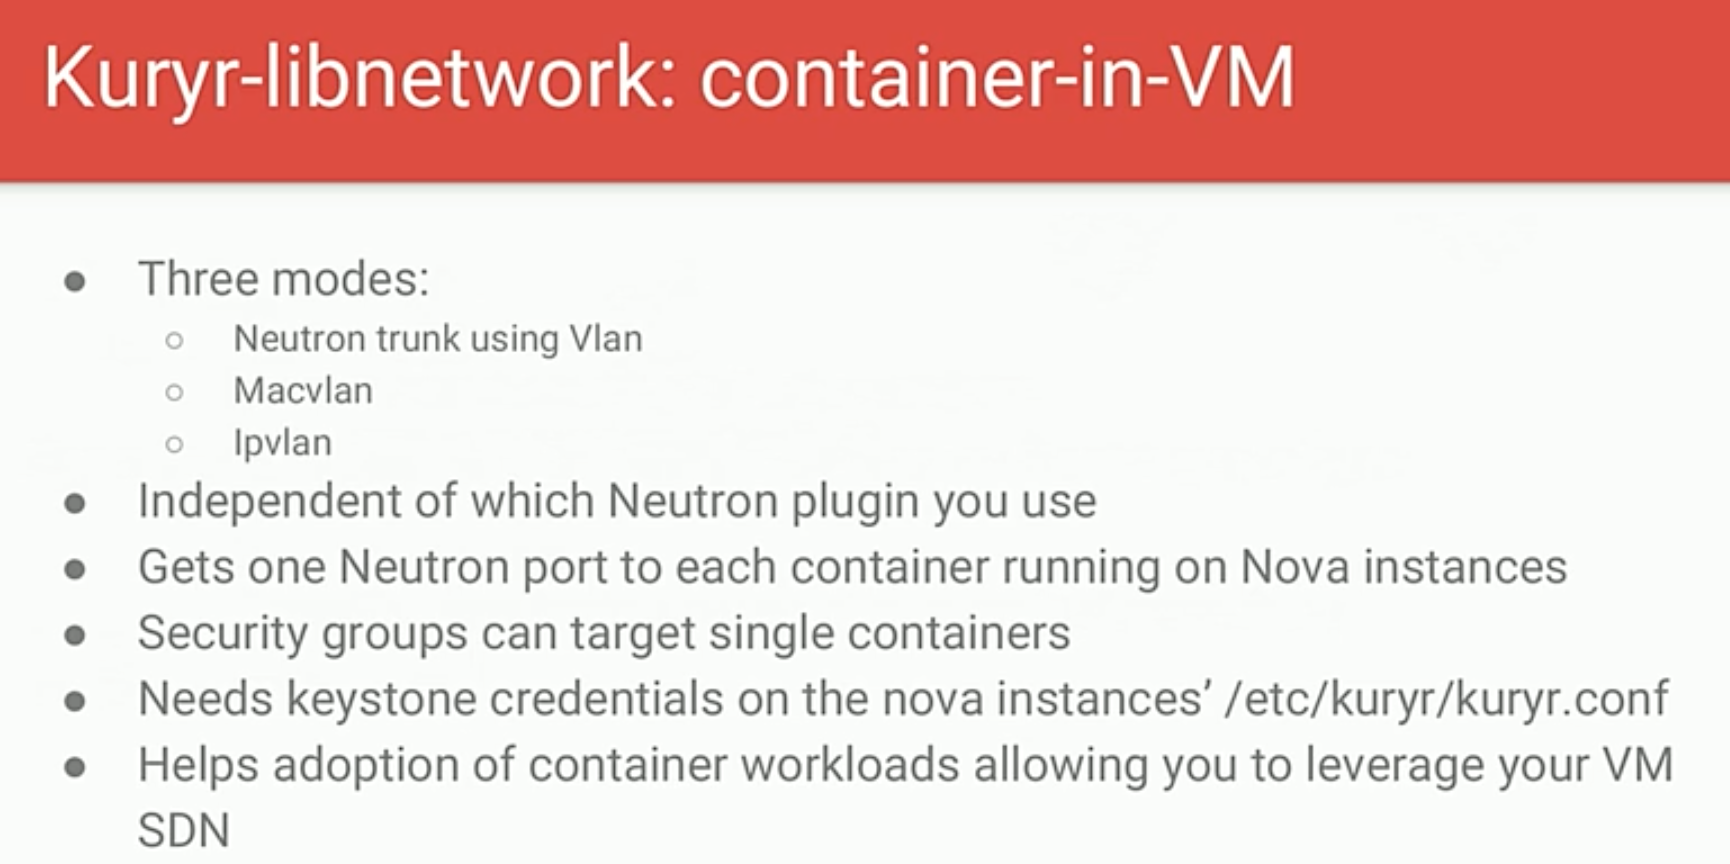 Kuryr-libnetwork: container-in-VM
● Three modes:
○ Neutron trunk using Vlan
○ Macvlan
○ Ipvlan
● Independent of which Neutron plugin you use
● Gets one Neutron port to each container running on Nova instances
● Security groups can target single containers
● Needs keystone credentials on the nova instances’ /etc/kuryr/kuryr.conf
● Helps adoption of container workloads allowing you to leverage your VM
SDN